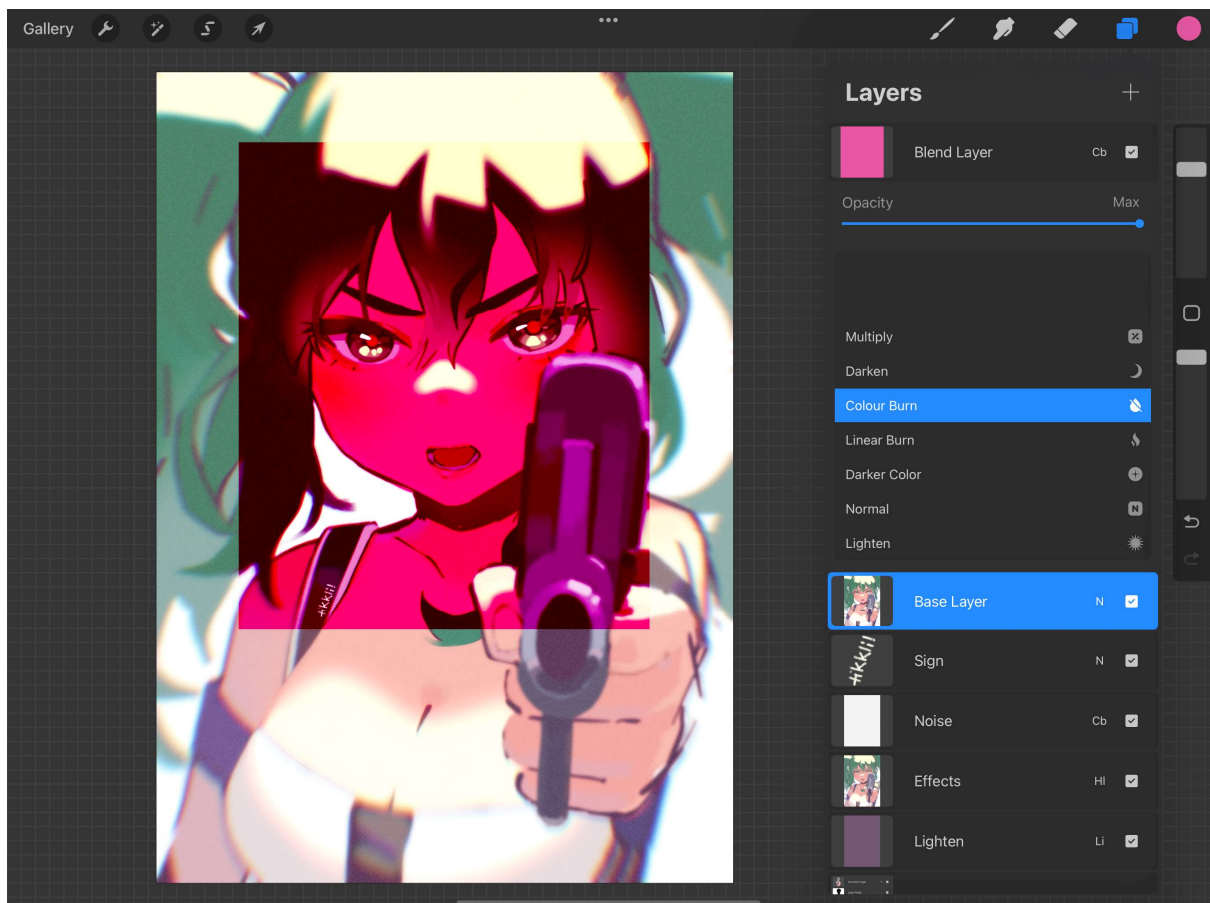 Gallery
Layers
Blend Layer Cb
Opacity Max
Multiply
Darken
Colour Burn
Linear Burn
Darker Color
Normal N
Lighten
Base Layer N
Sign N
Noise Cb
Effects Hl
Lighten Li